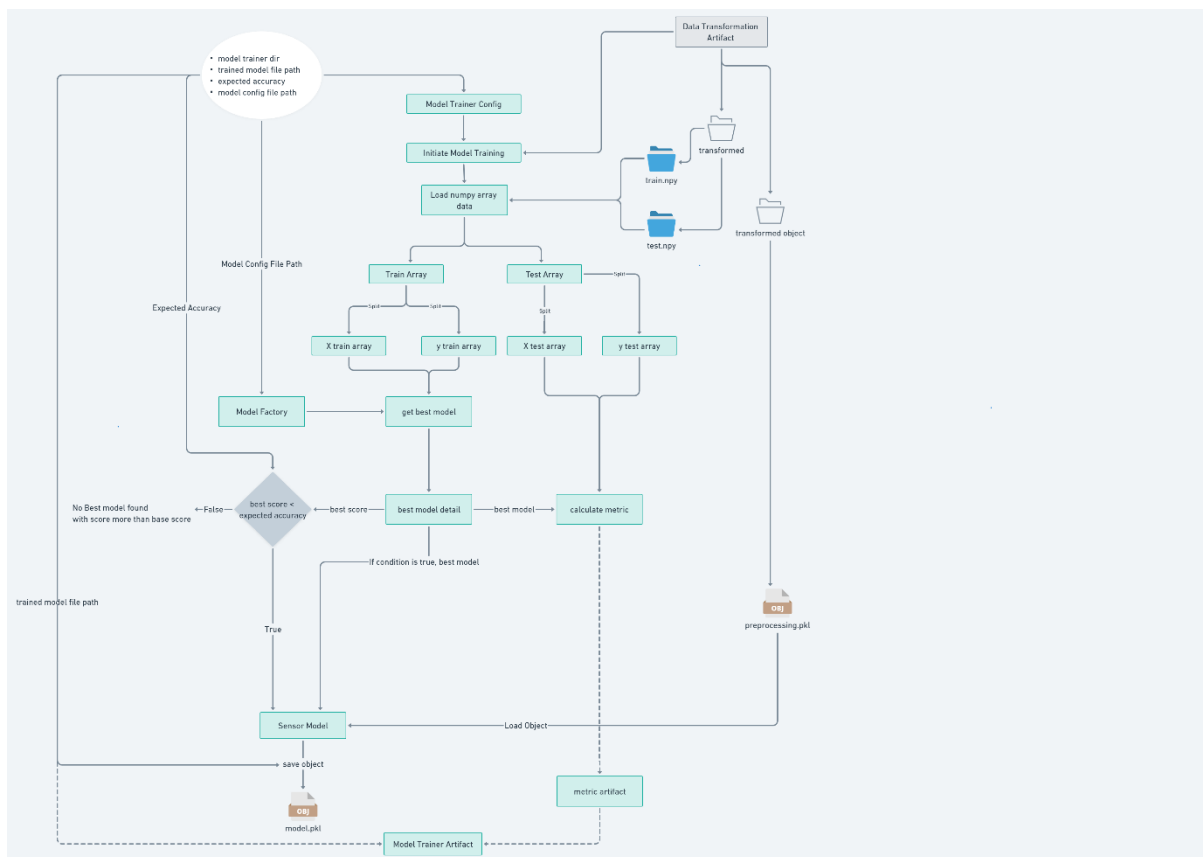 Data Transformation
Artifact
• model trainer dir
• trained model file path
• expected accuracy
• model config file path
Model Trainer Config
Initiate Model Training
transformed
train.npy
Load numpy array
data
test.npy
transformed object
Model Config File Path
Train Array
Test Array
Split
Expected Accuracy
Split
Split
Split
X train array
y train array
X test array
y test array
Model Factory
get best model
No Best model found
with score more than base score
False
best score <
expected accuracy
best score
best model detail
best model
calculate metric
If condition is true, best model
trained model file path
True
OBJ
preprocessing.pkl
Sensor Model
Load Object
save object
metric artifact
OBJ
model.pkl
Model Trainer Artifact